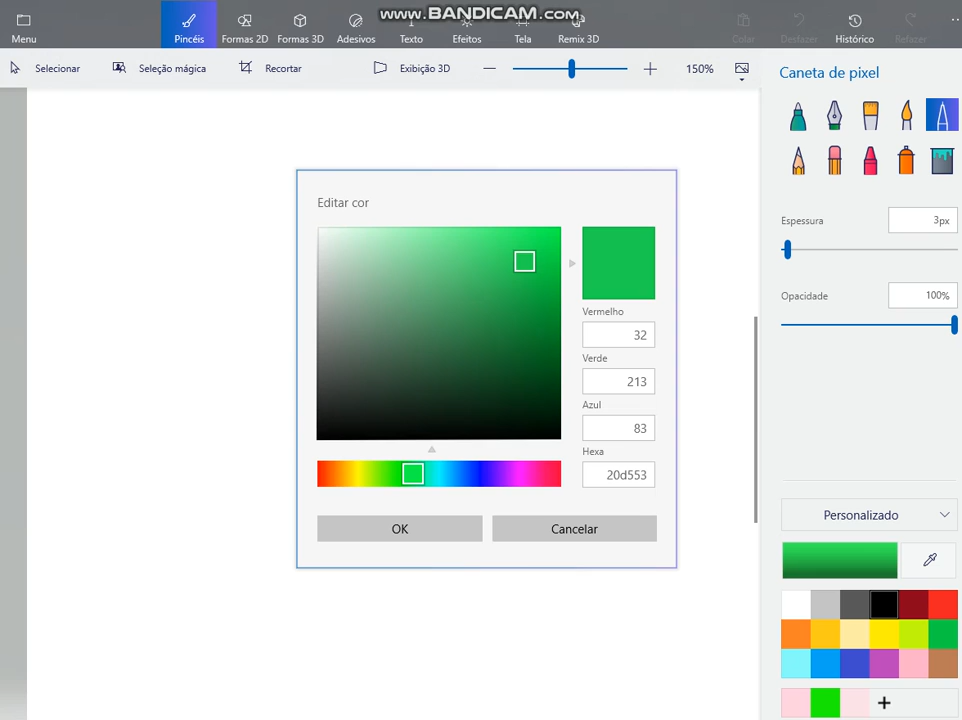 www.BANDICAM.com
Menu Pincéis Formas 2D Formas 3D Adesivos Texto Efeitos Tela Remix 3D Colar Desfazer Histórico Refazer
Selecionar Seleção mágica Recortar Exibição 3D 150%
Caneta de pixel
Espessura 3px
Opacidade 100%
Editar cor
Vermelho
32
Verde
213
Azul
83
Hexa
20d553
OK Cancelar
Personalizado